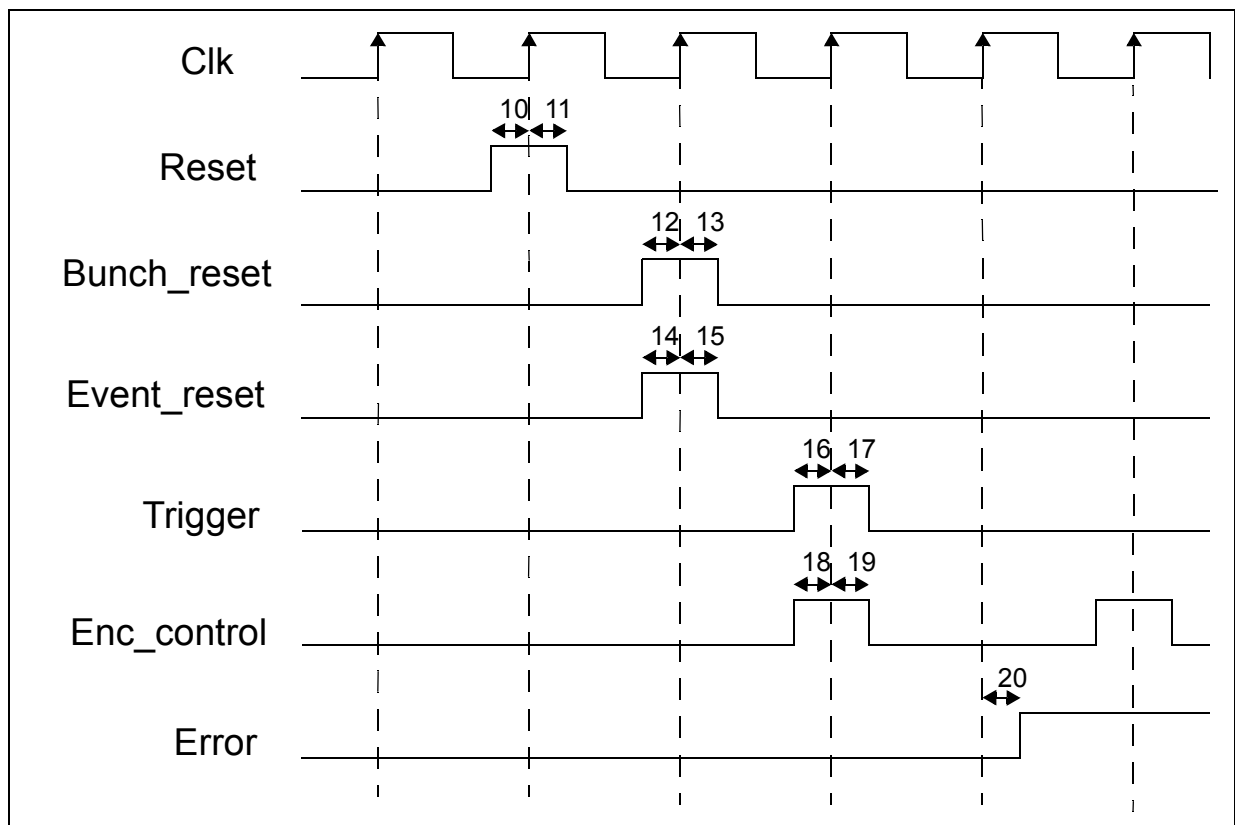 Clk
10 11
Reset
12 13
Bunch_reset
14 15
Event_reset
16 17
Trigger
18 19
Enc_control
20
Error